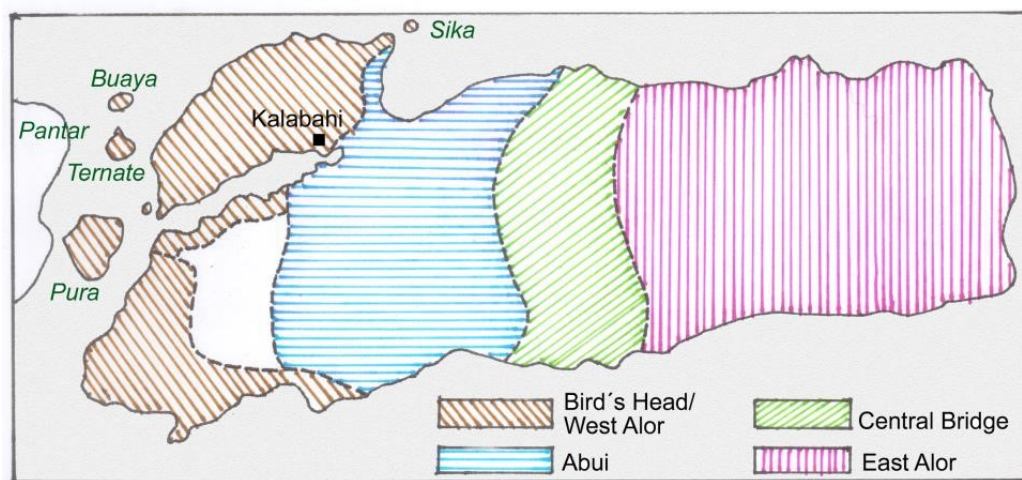 Sika
Buaya
Kalabahi
Pantar
Ternate
Pura
Bird´s Head/
West Alor
Central Bridge
Abui
East Alor